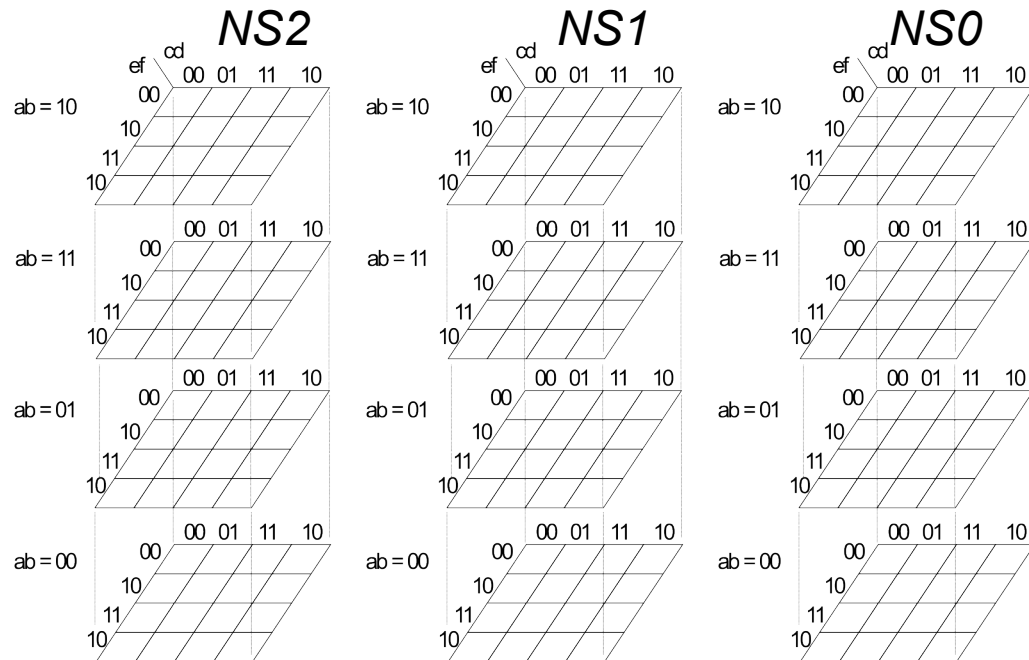 NS2 NS1 NS0
cd cd cd
ef 00 01 11 10 ef 00 01 11 10 ef 00 01 11 10
ab = 10 00 ab = 10 00 ab = 10 00
10 10 10
11 11 11
10 10 10
00 01 11 10 00 01 11 10 00 01 11 10
ab = 11 00 ab = 11 00 ab = 11 00
10 10 10
11 11 11
10 10 10
00 01 11 10 00 01 11 10 00 01 11 10
ab = 01 00 ab = 01 00 ab = 01 00
10 10 10
11 11 11
10 10 10
00 01 11 10 00 01 11 10 00 01 11 10
ab = 00 00 ab = 00 00 ab = 00 00
10 10 10
11 11 11
10 10 10